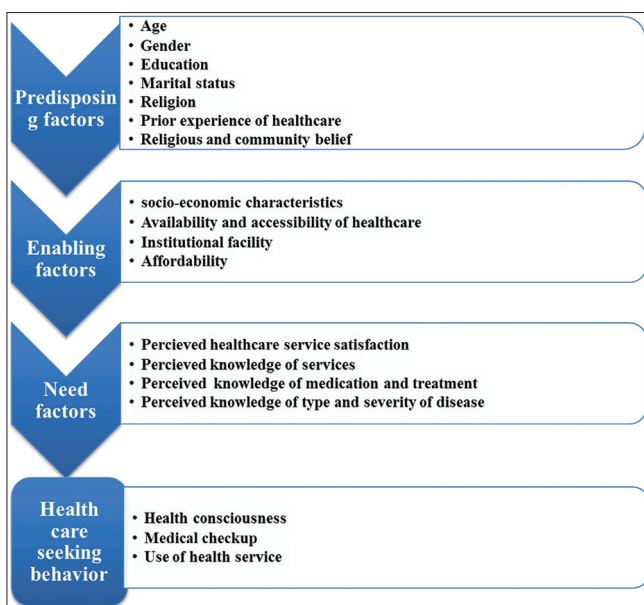 Predisposin
g factors
• Age
• Gender
• Education
• Marital status
• Religion
• Prior experience of healthcare
• Religious and community belief
Enabling
factors
• socio-economic characteristics
• Availability and accessibility of healthcare
• Institutional facility
• Affordability
Need
factors
• Percieved healthcare service satisfaction
• Percieved knowledge of services
• Perceived knowledge of medication and treatment
• Perceived knowledge of type and severity of disease
Health
care
seeking
behavior
• Health consciousness
• Medical checkup
• Use of health service